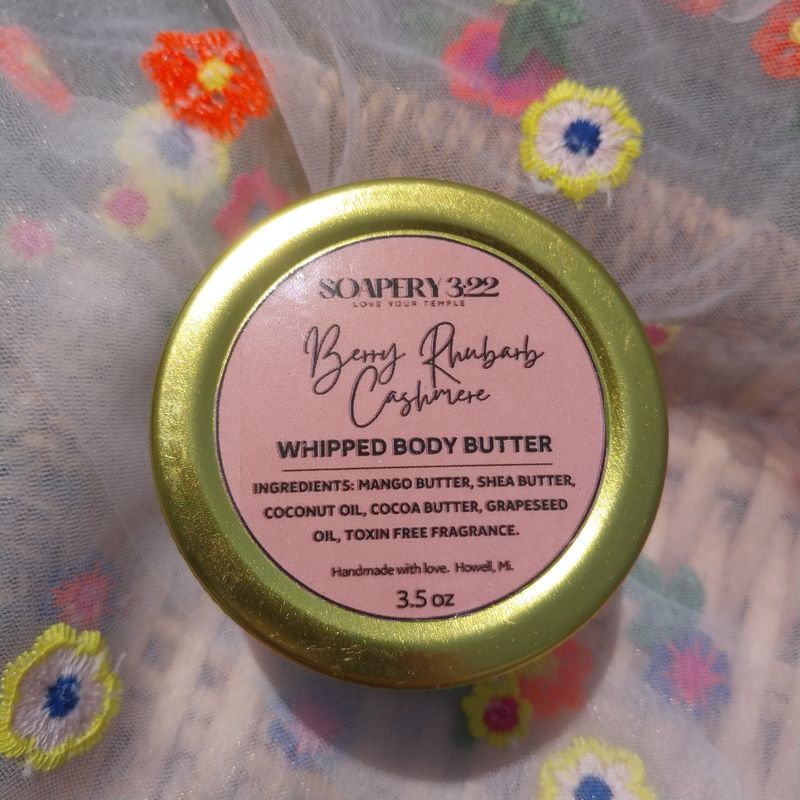 SOAPERY 3:22
LOVE YOUR TEMPLE
Berry Rhubarb
Cashmere
WHIPPED BODY BUTTER
INGREDIENTS: MANGO BUTTER, SHEA BUTTER,
COCONUT OIL, COCOA BUTTER, GRAPESEED
OIL, TOXIN FREE FRAGRANCE.
Handmade with love. Howell, Mi.
3.5 oz